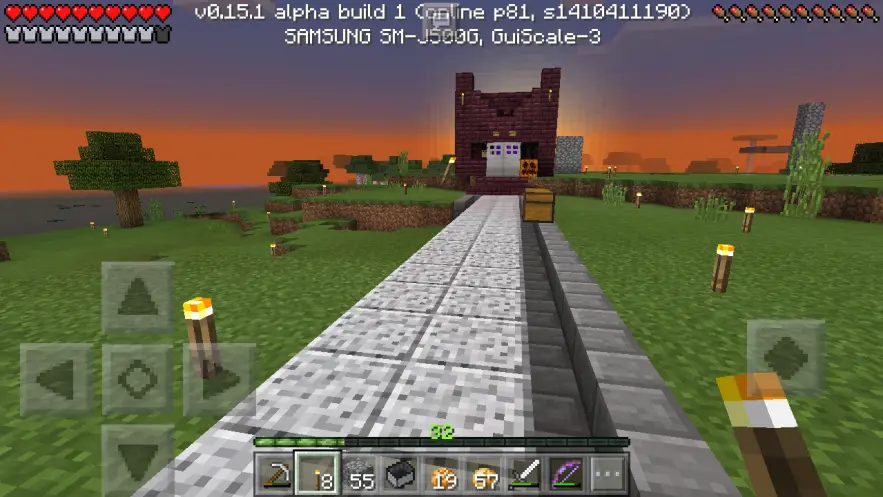 v0.15.1 alpha build 1 (online p81, s1410411190)
SAMSUNG SM-J500G, GuiScale-3
32
8
55
19
67